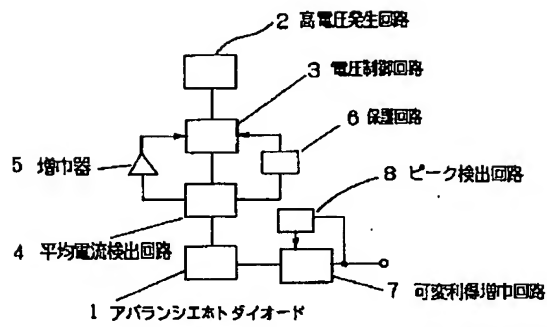 2 高電圧発生回路
3 電圧制御回路
6 保護回路
5 増巾器
8 ピーク検出回路
4 平均電流検出回路
7 可変利得増巾回路
1 アバランシエホトダイオード